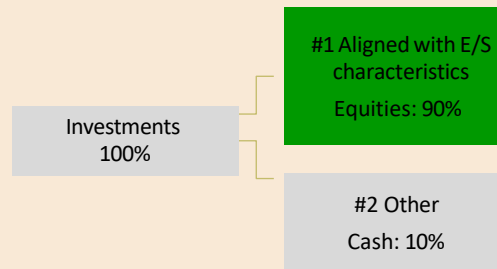 #1 Aligned with E/S
characteristics
Equities: 90%
Investments
100%
#2 Other
Cash: 10%